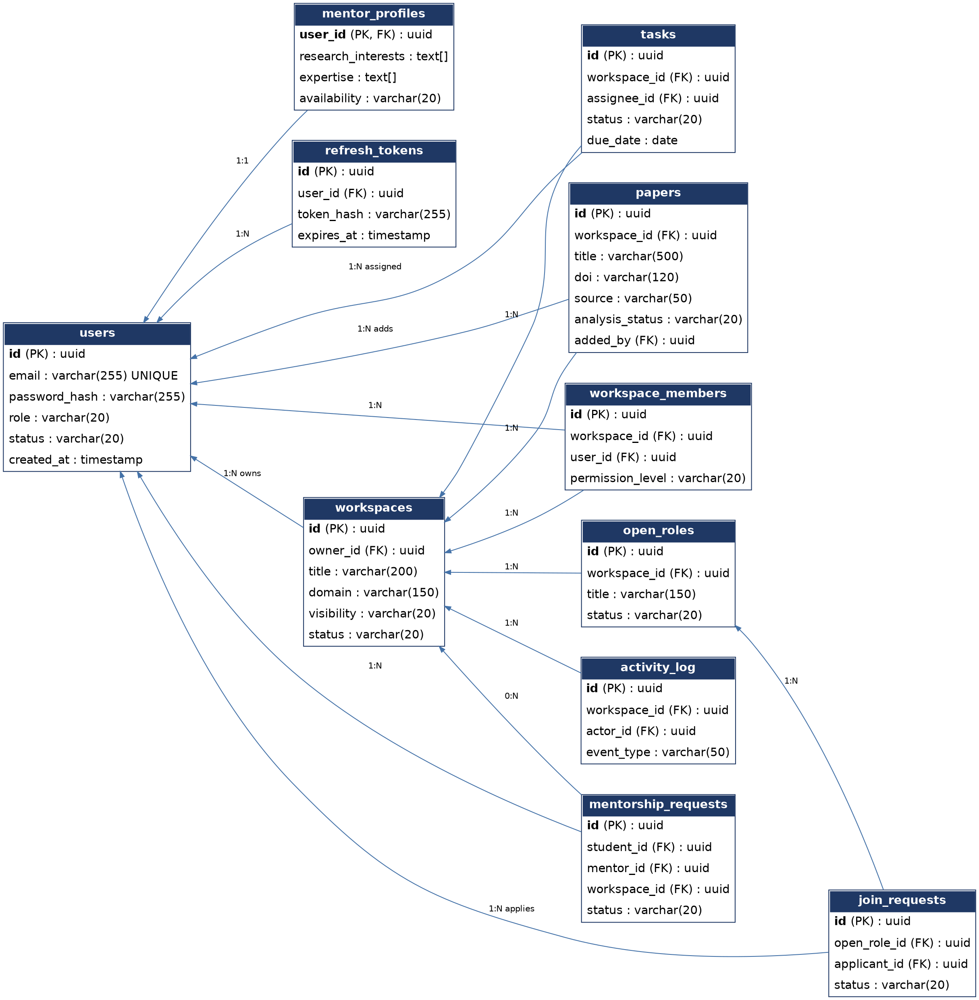 mentor_profiles
user_id (PK, FK) : uuid
research_interests : text[]
expertise : text[]
availability : varchar(20)
tasks
id (PK) : uuid
workspace_id (FK) : uuid
assignee_id (FK) : uuid
status : varchar(20)
due_date : date
1:1
refresh_tokens
id (PK) : uuid
user_id (FK) : uuid
token_hash : varchar(255)
expires_at : timestamp
1:N
1:N assigned
papers
id (PK) : uuid
workspace_id (FK) : uuid
title : varchar(500)
doi : varchar(120)
source : varchar(50)
analysis_status : varchar(20)
added_by (FK) : uuid
1:N
1:N adds
users
id (PK) : uuid
email : varchar(255) UNIQUE
password_hash : varchar(255)
role : varchar(20)
status : varchar(20)
created_at : timestamp
1:N
1:N
workspace_members
id (PK) : uuid
workspace_id (FK) : uuid
user_id (FK) : uuid
permission_level : varchar(20)
1:N owns
workspaces
id (PK) : uuid
owner_id (FK) : uuid
title : varchar(200)
domain : varchar(150)
visibility : varchar(20)
status : varchar(20)
1:N
1:N
open_roles
id (PK) : uuid
workspace_id (FK) : uuid
title : varchar(150)
status : varchar(20)
1:N
1:N
activity_log
id (PK) : uuid
workspace_id (FK) : uuid
actor_id (FK) : uuid
event_type : varchar(50)
0:N
1:N
mentorship_requests
id (PK) : uuid
student_id (FK) : uuid
mentor_id (FK) : uuid
workspace_id (FK) : uuid
status : varchar(20)
1:N applies
join_requests
id (PK) : uuid
open_role_id (FK) : uuid
applicant_id (FK) : uuid
status : varchar(20)